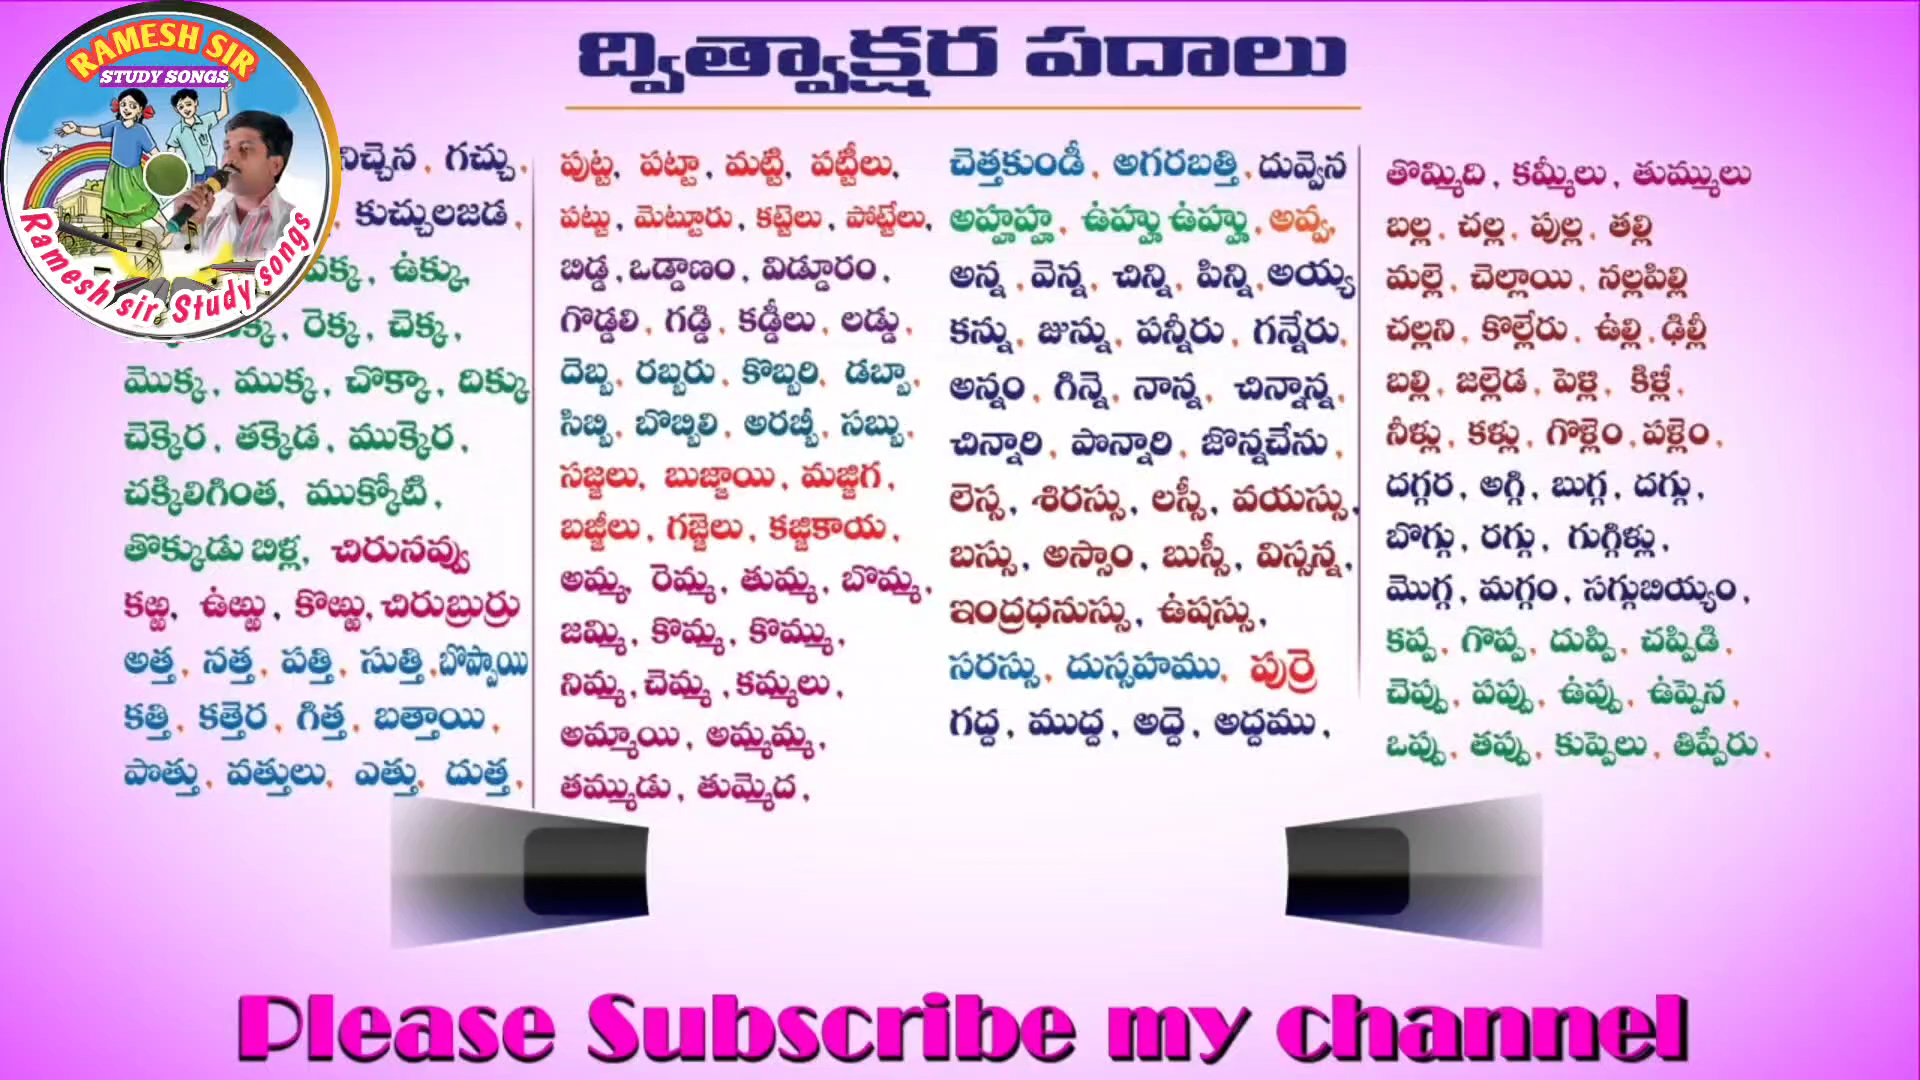 RAMESH SIR
STUDY SONGS
Ramesh sir Study songs
ద్విత్వాక్షర పదాలు
నిచ్చెన, గచ్చు,
కుచ్చులజడ,
ఉక్కు,
రెక్క, చెక్క,
మొక్క, ముక్క, చొక్కా, దిక్కు
చెక్కెర, తక్కెడ, ముక్కెర,
చక్కిలిగింత, ముక్కోటి,
తొక్కుడు బిళ్ల, చిరునవ్వు
కఱ్ఱ, ఉఱ్ఱు, కొఱ్ఱు, చిరుబుర్రు
అత్త, నత్త, పత్తి, సుత్తి, బొప్పాయి
కత్తి, కత్తెర, గిత్త, బత్తాయి,
పొత్తు, వత్తులు, ఎత్తు, దుత్త,
పుట్ట, పట్టా, మట్టి, పట్టీలు,
పట్టు, మెట్టూరు, కట్టెలు, పొట్టేలు,
బిడ్డ, ఒడ్డాణం, విడ్డూరం,
గొడ్డలి, గడ్డి, కడ్డీలు, లడ్డు,
దెబ్బ, రబ్బరు, కొబ్బరి, డబ్బా,
సిబ్బి, బొబ్బిలి, అరబ్బీ, సబ్బు,
సజ్జలు, బుజ్జాయి, మజ్జిగ,
బజ్జీలు, గజ్జెలు, కజ్జికాయ,
అమ్మ, రెమ్మ, తుమ్మ, బొమ్మ,
జమ్మి, కొమ్మ, కొమ్ము,
నిమ్మ, చెమ్మ, కమ్మలు,
అమ్మాయి, అమ్మమ్మ,
తమ్ముడు, తుమ్మెద,
చెత్తకుండీ, అగరబత్తి, దువ్వెన
అహ్హహ్హ, ఉహ్హు ఉహ్హు, అవ్వ,
అన్న, వెన్న, చిన్ని, పిన్ని, అయ్య
కన్ను, జున్ను, పన్నీరు, గన్నేరు,
అన్నం, గిన్నె, నాన్న, చిన్నాన్న,
చిన్నారి, పొన్నారి, జొన్నచేను,
లెస్స, శిరస్సు, లస్సీ, వయస్సు,
బస్సు, అస్సాం, బుస్సీ, విస్సన్న,
ఇంద్రధనుస్సు, ఉషస్సు,
సరస్సు, దుస్సహము, పుర్రె
గద్ద, ముద్ద, అద్దె, అద్దము,
తొమ్మిది, కమ్మీలు, తుమ్ములు
బల్ల, చల్ల, పుల్ల, తల్లి
మల్లె, చెల్లాయి, నల్లపిల్లి
చల్లని, కొల్లేరు, ఉల్లి, ఢిల్లీ
బల్లి, జల్లెడ, పెళ్లి, కిళ్లీ,
నీళ్లు, కళ్లు, గొళ్లెం, పళ్లెం,
దగ్గర, అగ్గి, బుగ్గ, దగ్గు,
బొగ్గు, రగ్గు, గుగ్గిళ్లు,
మొగ్గ, మగ్గం, సగ్గుబియ్యం,
కప్ప, గొప్ప, దుప్పి, చప్పిడి,
చెప్పు, పప్పు, ఉప్పు, ఉప్పెన,
ఒప్పు, తప్పు, కుప్పెలు, తిప్పేరు,
Please Subscribe my channel